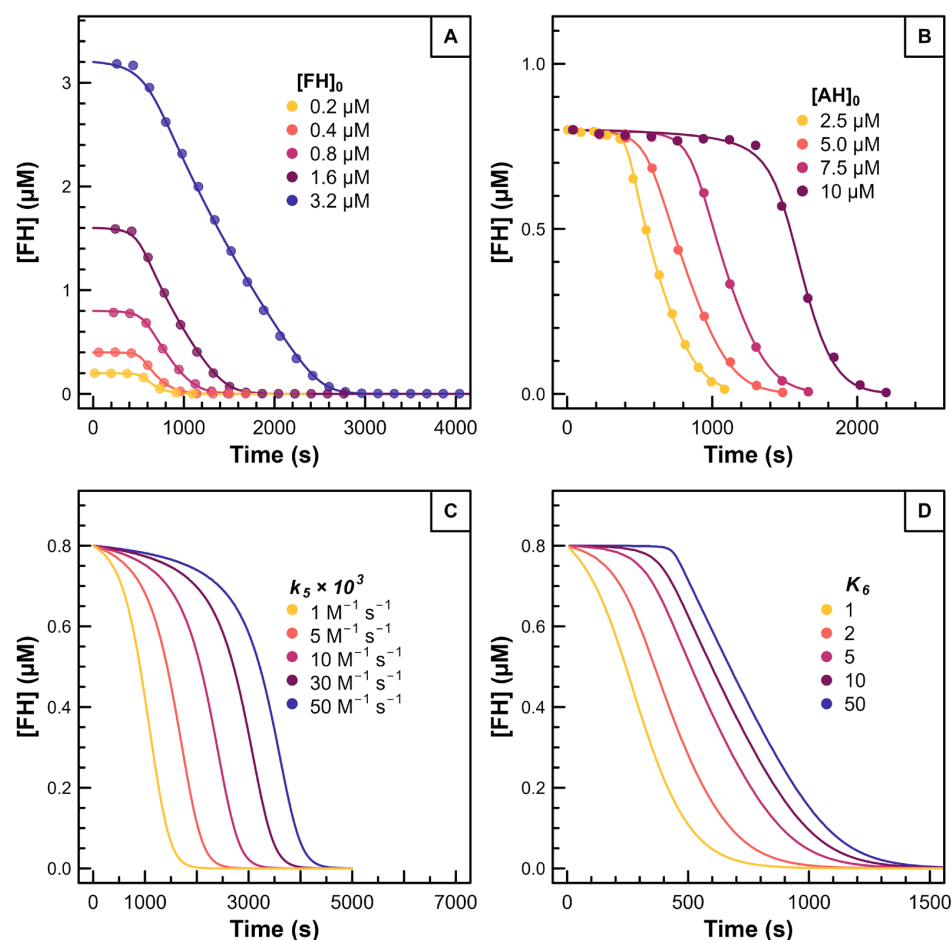 A
[FH]₀
0.2 µM
0.4 µM
0.8 µM
1.6 µM
3.2 µM
[FH] (µM)
3
2
1
0
0 1000 2000 3000 4000
Time (s)
B
[AH]₀
2.5 µM
5.0 µM
7.5 µM
10 µM
[FH] (µM)
1.0
0.5
0.0
0 1000 2000
Time (s)
C
k₅ × 10³
1 M⁻¹ s⁻¹
5 M⁻¹ s⁻¹
10 M⁻¹ s⁻¹
30 M⁻¹ s⁻¹
50 M⁻¹ s⁻¹
[FH] (µM)
0.8
0.6
0.4
0.2
0.0
0 1000 2000 3000 5000 7000
Time (s)
D
K₆
1
2
5
10
50
[FH] (µM)
0.8
0.6
0.4
0.2
0.0
0 500 1000 1500
Time (s)